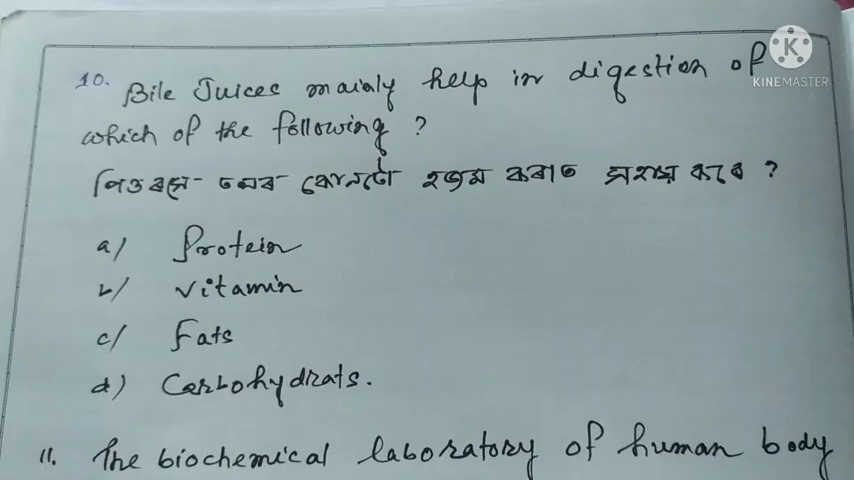 10. Bile Juices mainly help in digestion of
which of the following ?
পিত্তৰসে তলৰ কোনটো হজম কৰাত সহায় কৰে ?
a) Protein
b) Vitamin
c) Fats
d) Carbohydrats.
11. The biochemical laboratory of human body
K
KINEMASTER